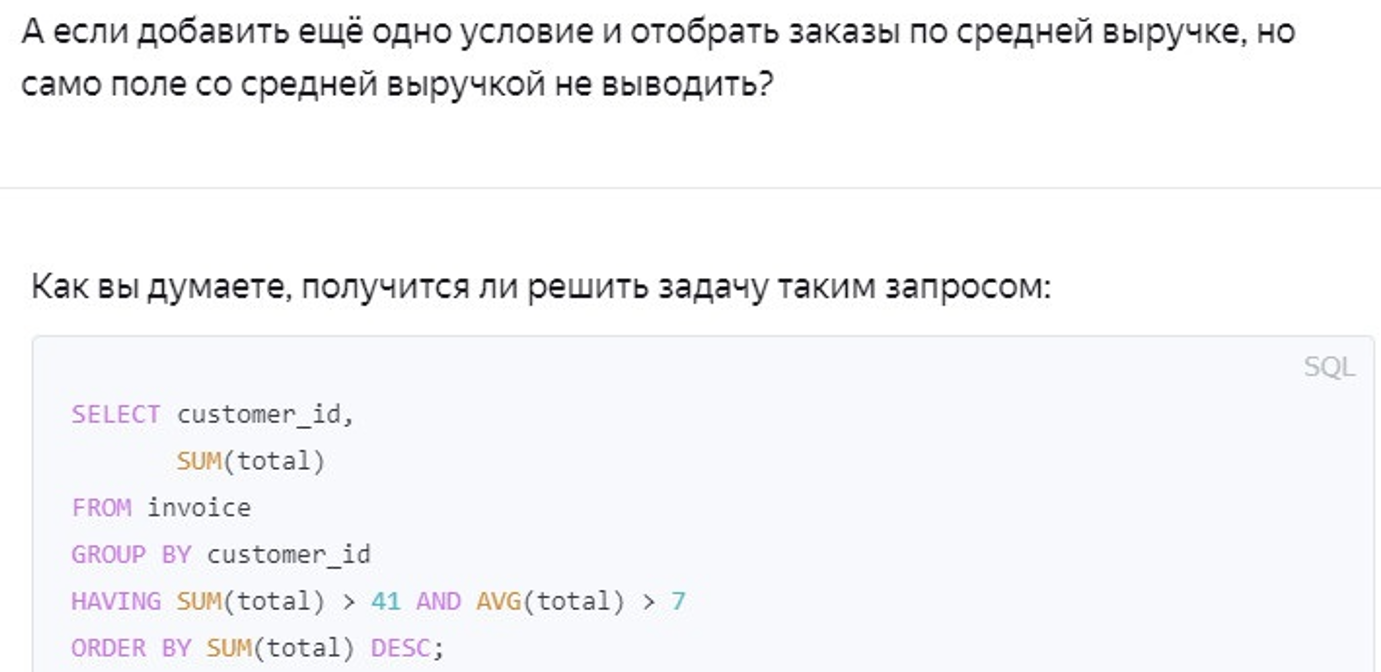 А если добавить ещё одно условие и отобрать заказы по средней выручке, но
само поле со средней выручкой не выводить?
Как вы думаете, получится ли решить задачу таким запросом:
SQL
SELECT customer_id,
SUM(total)
FROM invoice
GROUP BY customer_id
HAVING SUM(total) > 41 AND AVG(total) > 7
ORDER BY SUM(total) DESC;